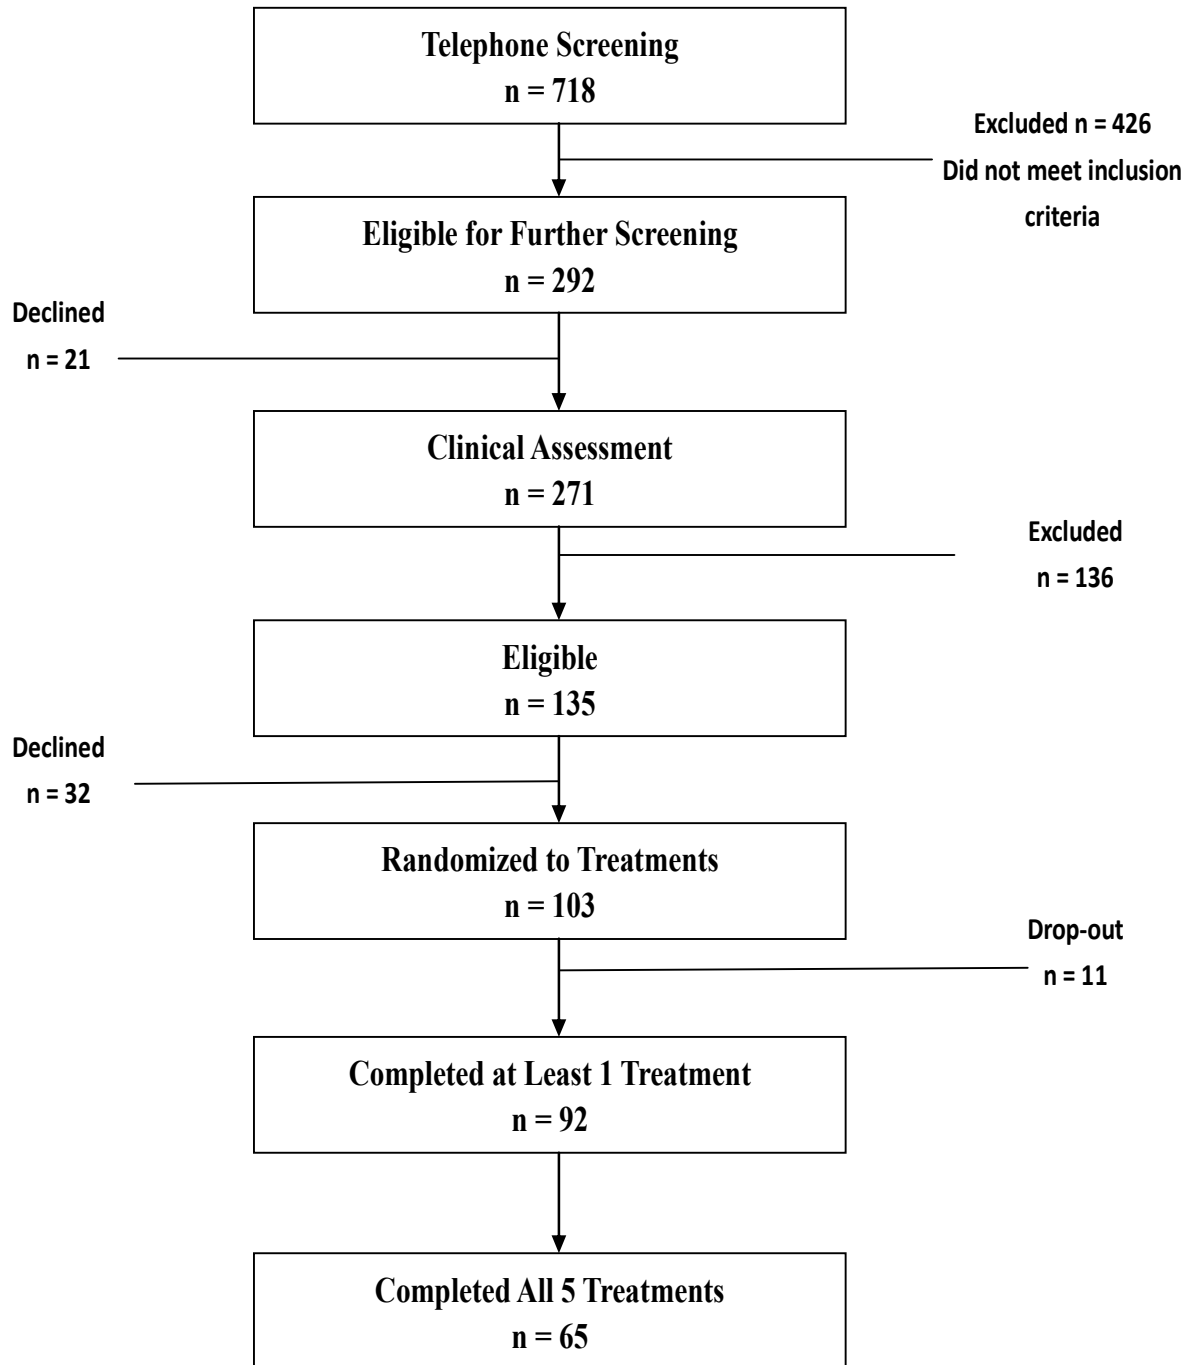 Telephone Screening
n = 718
Excluded n = 426
Did not meet inclusion
criteria
Eligible for Further Screening
n = 292
Declined
n = 21
Clinical Assessment
n = 271
Excluded
n = 136
Eligible
n = 135
Declined
n = 32
Randomized to Treatments
n = 103
Drop-out
n = 11
Completed at Least 1 Treatment
n = 92
Completed All 5 Treatments
n = 65